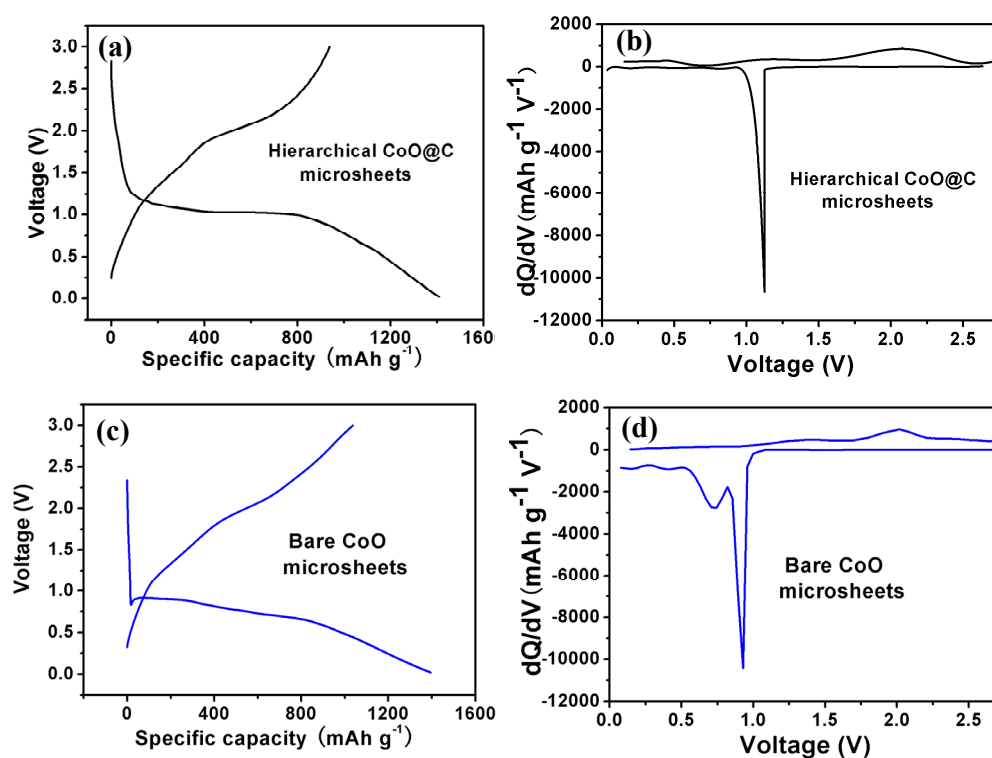 (a)
3.0
2.5
2.0
1.5
1.0
0.5
0.0
Voltage (V)
Hierarchical CoO@C
microsheets
0 400 800 1200 160
Specific capacity (mAh g-1)
(b)
2000
0
-2000
-4000
-6000
-8000
-10000
-12000
dQ/dV (mAh g-1 V-1)
Hierarchical CoO@C
microsheets
0.0 0.5 1.0 1.5 2.0 2.5
Voltage (V)
(c)
3.0
2.5
2.0
1.5
1.0
0.5
0.0
Voltage (V)
Bare CoO
microsheets
0 400 800 1200 1600
Specific capacity (mAh g-1)
(d)
2000
0
-2000
-4000
-6000
-8000
-10000
-12000
dQ/dV (mAh g-1 V-1)
Bare CoO
microsheets
0.0 0.5 1.0 1.5 2.0 2.5
Voltage (V)